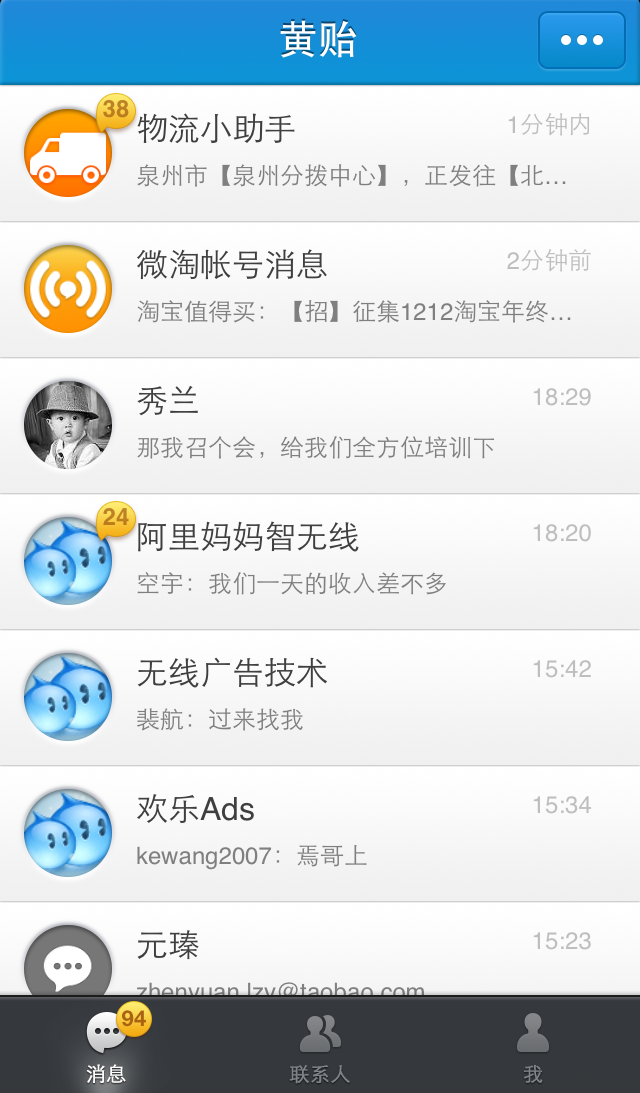 黄贻
38
物流小助手
1分钟内
泉州市【泉州分拨中心】，正发往【北...
微淘帐号消息
2分钟前
淘宝值得买：【招】征集1212淘宝年终...
秀兰
18:29
那我召个会，给我们全方位培训下
24
阿里妈妈智无线
18:20
空宇：我们一天的收入差不多
无线广告技术
15:42
裴航：过来找我
欢乐Ads
15:34
kewang2007：焉哥上
元瑧
15:23
zhenyuan.lzy@taobao.com
94
消息
联系人
我